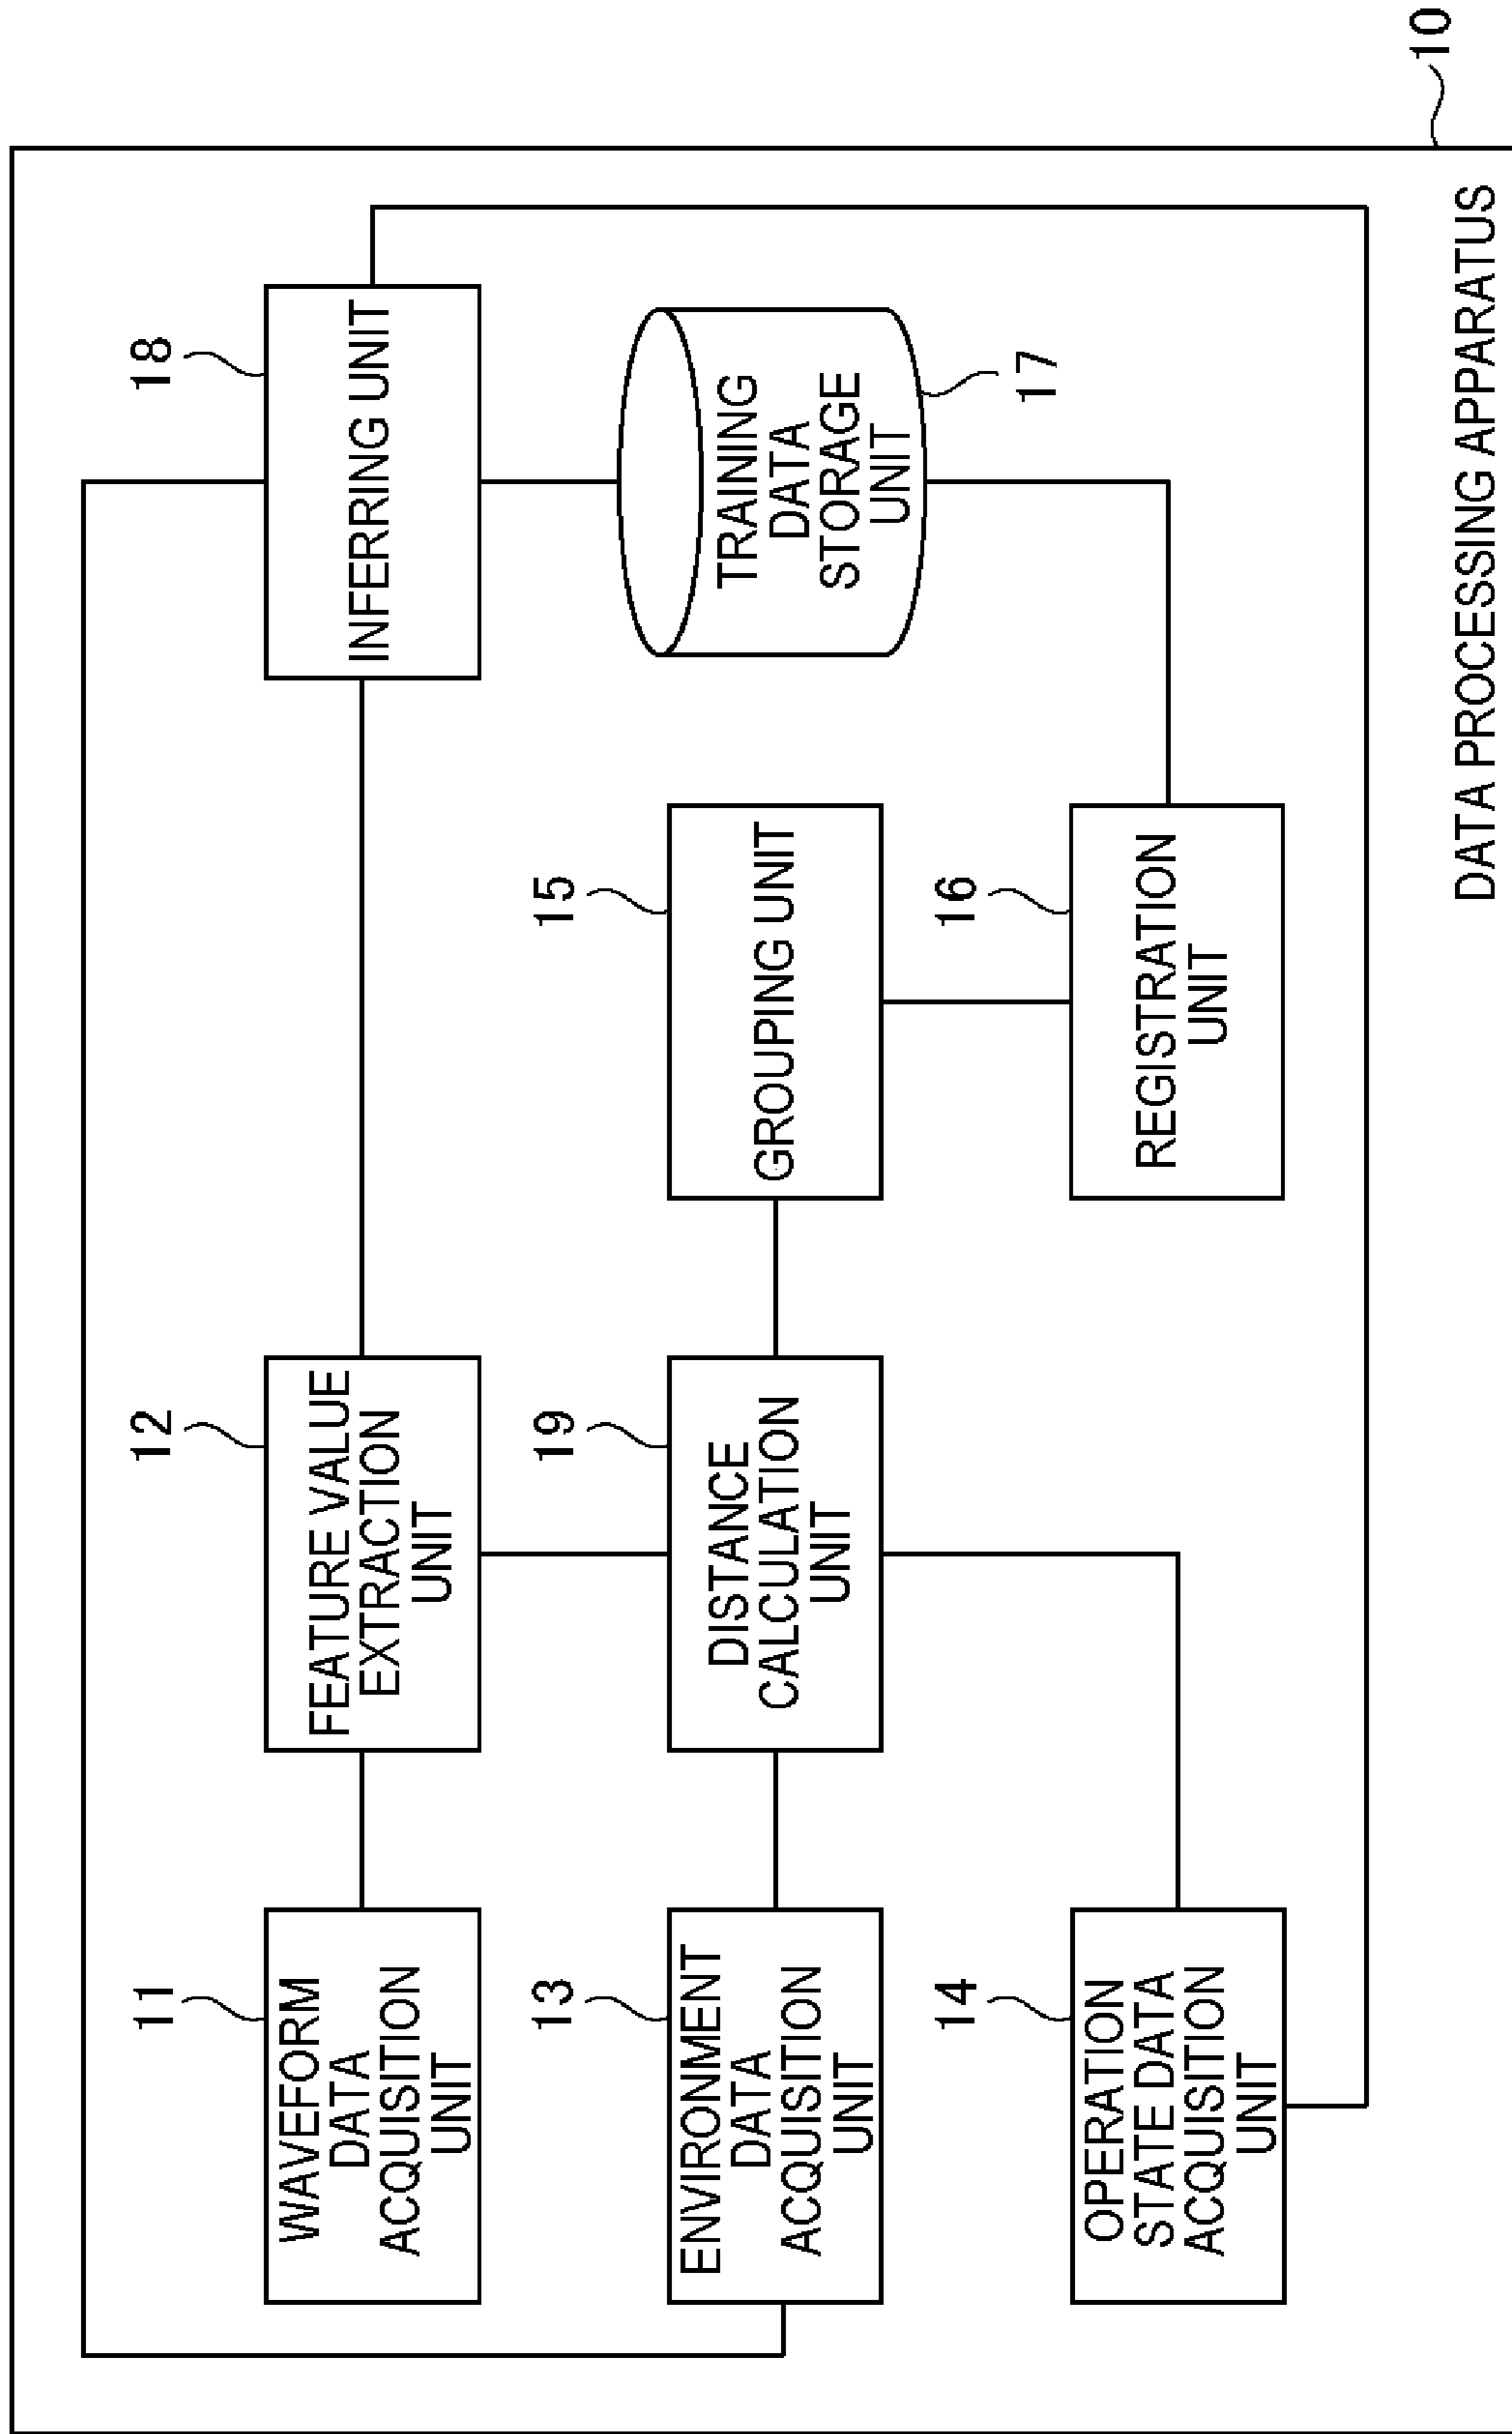 11
WAVEFORM
DATA
ACQUISITION
UNIT
12
FEATURE VALUE
EXTRACTION
UNIT
18
INFERRING UNIT
13
ENVIRONMENT
DATA
ACQUISITION
UNIT
19
DISTANCE
CALCULATION
UNIT
15
GROUPING UNIT
TRAINING
DATA
STORAGE
UNIT
17
14
OPERATION
STATE DATA
ACQUISITION
UNIT
16
REGISTRATION
UNIT
DATA PROCESSING APPARATUS
10